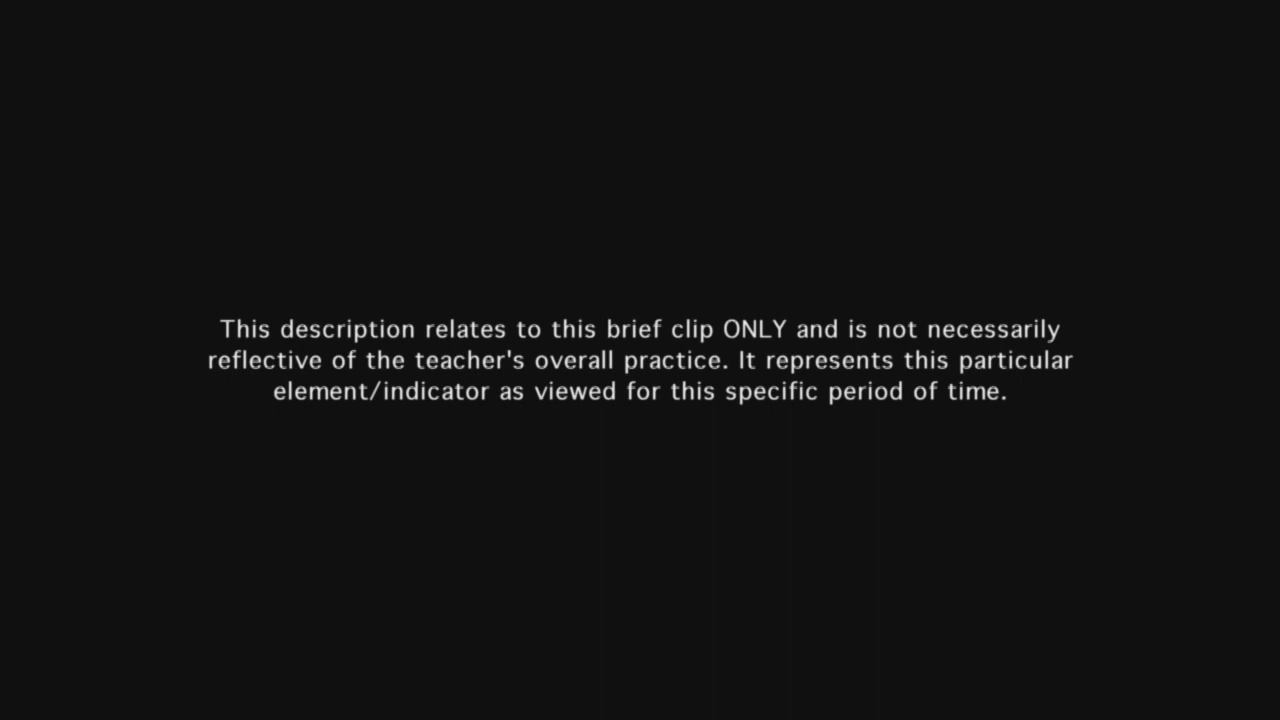 This description relates to this brief clip ONLY and is not necessarily
reflective of the teacher's overall practice. It represents this particular
element/indicator as viewed for this specific period of time.